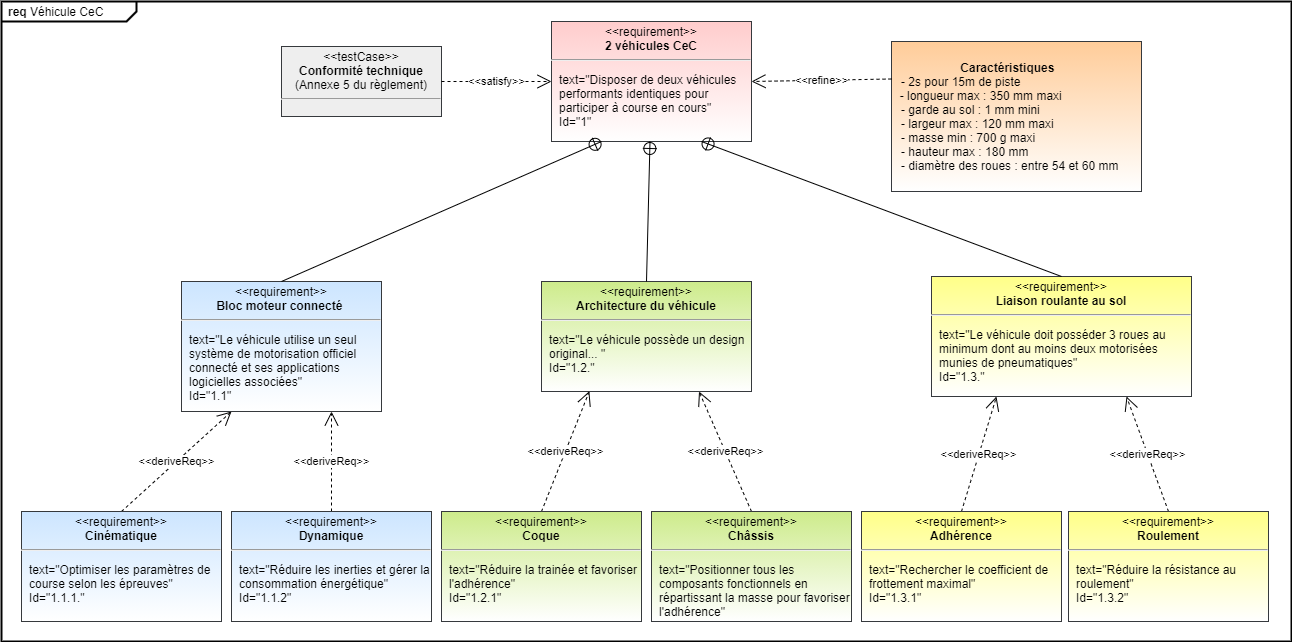 req Véhicule CeC
<<testCase>>
Conformité technique
(Annexe 5 du règlement)
<<satisfy>>
<<requirement>>
2 véhicules CeC
text="Disposer de deux véhicules
performants identiques pour
participer à course en cours"
Id="1"
<<refine>>
Caractéristiques
- 2s pour 15m de piste
- longueur max : 350 mm maxi
- garde au sol : 1 mm mini
- largeur max : 120 mm maxi
- masse min : 700 g maxi
- hauteur max : 180 mm
- diamètre des roues : entre 54 et 60 mm
<<requirement>>
Bloc moteur connecté
text="Le véhicule utilise un seul
système de motorisation officiel
connecté et ses applications
logicielles associées"
Id="1.1"
<<requirement>>
Architecture du véhicule
text="Le véhicule possède un design
original... "
Id="1.2."
<<requirement>>
Liaison roulante au sol
text="Le véhicule doit posséder 3 roues au
minimum dont au moins deux motorisées
munies de pneumatiques"
Id="1.3."
<<deriveReq>>
<<deriveReq>>
<<deriveReq>>
<<deriveReq>>
<<deriveReq>>
<<deriveReq>>
<<requirement>>
Cinématique
text="Optimiser les paramètres de
course selon les épreuves"
Id="1.1.1."
<<requirement>>
Dynamique
text="Réduire les inerties et gérer la
consommation énergétique"
Id="1.1.2"
<<requirement>>
Coque
text="Réduire la trainée et favoriser
l'adhérence"
Id="1.2.1"
<<requirement>>
Châssis
text="Positionner tous les
composants fonctionnels en
répartissant la masse pour favoriser
l'adhérence"
<<requirement>>
Adhérence
text="Rechercher le coefficient de
frottement maximal"
Id="1.3.1"
<<requirement>>
Roulement
text="Réduire la résistance au
roulement"
Id="1.3.2"